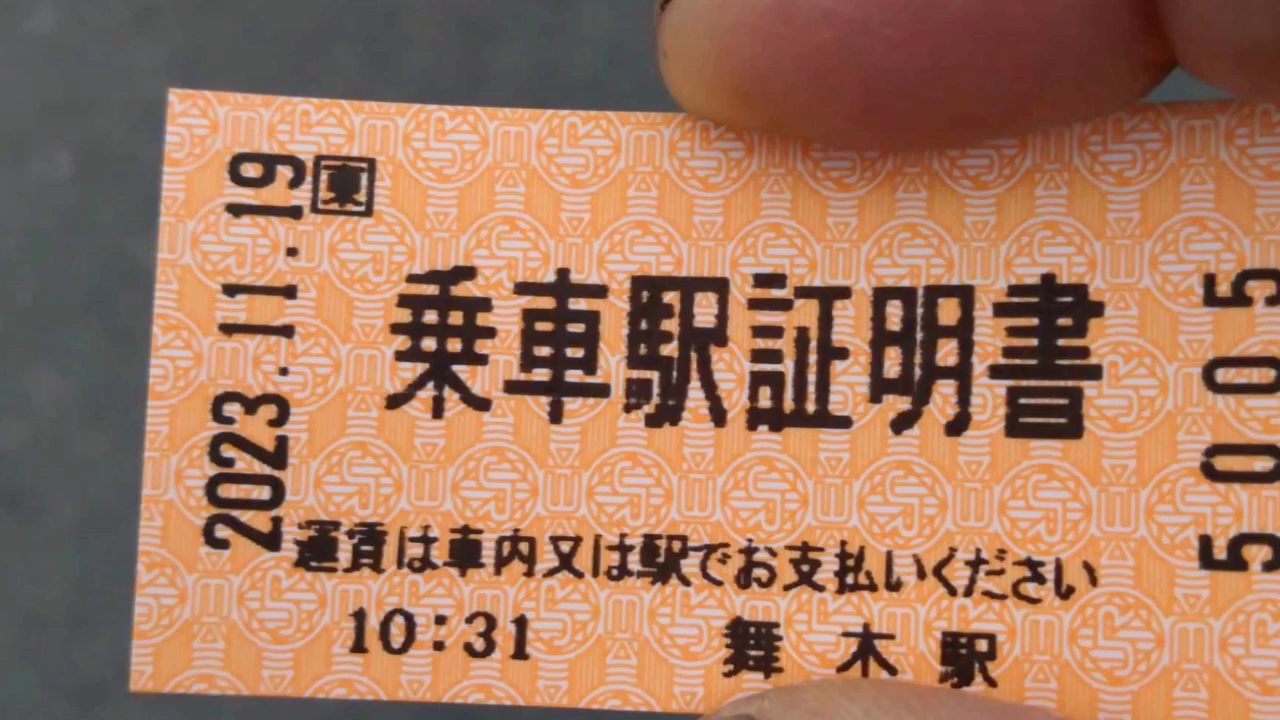 2023.-11.19
東
乗車駅証明書
運賃は車内又は駅でお支払いください
10:31
舞木駅
5005